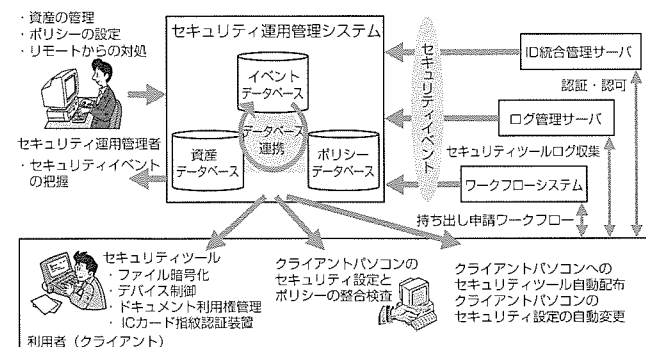 ・資産の管理
・ポリシーの設定
・リモートからの対処
セキュリティ運用管理者
・セキュリティイベント
の把握
セキュリティ運用管理システム
イベント
データベース
データベース
連携
資産
データベース
ポリシー
データベース
セキュリティイベント
ID統合管理サーバ
認証・認可
ログ管理サーバ
セキュリティツールログ収集
ワークフローシステム
持ち出し申請ワークフロー
セキュリティツール
・ファイル暗号化
・デバイス制御
・ドキュメント利用権管理
・ICカード指紋認証装置
利用者（クライアント）
クライアントパソコンの
セキュリティ設定と
ポリシーの整合検査
クライアントパソコンへの
セキュリティツール自動配布
クライアントパソコンの
セキュリティ設定の自動変更